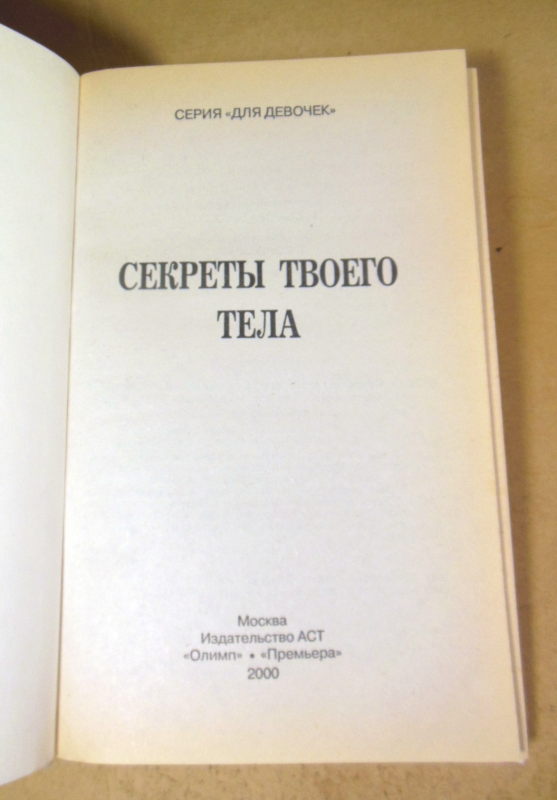 СЕРИЯ «ДЛЯ ДЕВОЧЕК»
СЕКРЕТЫ ТВОЕГО
ТЕЛА
Москва
Издательство АСТ
«Олимп» • «Премьера»
2000